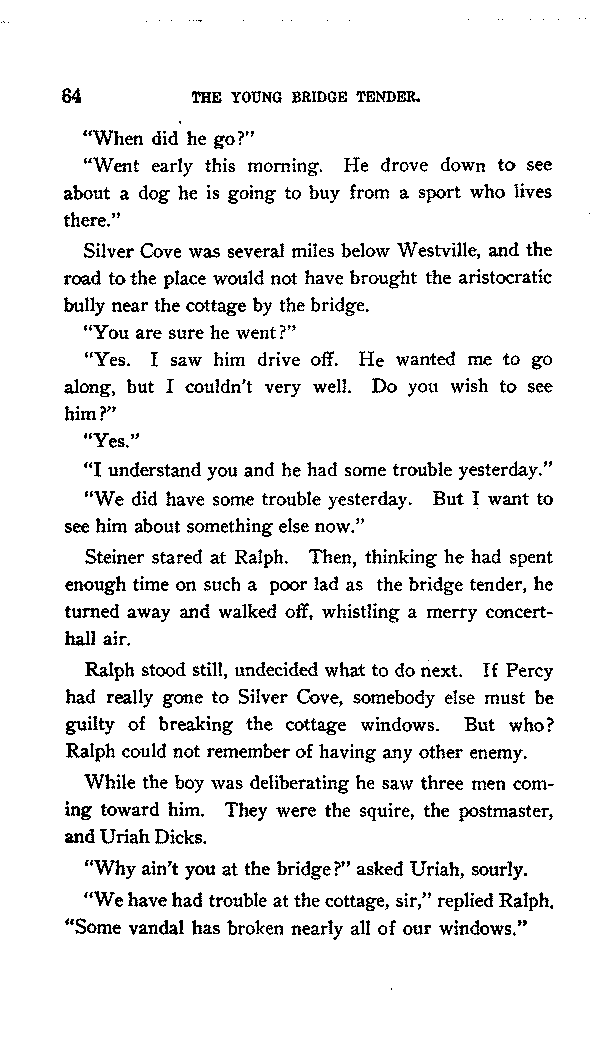 64 THE YOUNG BRIDGE TENDER.
"When did he go?"
"Went early this morning. He drove down to see
about a dog he is going to buy from a sport who lives
there."
Silver Cove was several miles below Westville, and the
road to the place would not have brought the aristocratic
bully near the cottage by the bridge.
"You are sure he went?"
"Yes. I saw him drive off. He wanted me to go
along, but I couldn't very well. Do you wish to see
him?"
"Yes."
"I understand you and he had some trouble yesterday."
"We did have some trouble yesterday. But I want to
see him about something else now."
Steiner stared at Ralph. Then, thinking he had spent
enough time on such a poor lad as the bridge tender, he
turned away and walked off, whistling a merry concert-
hall air.
Ralph stood still, undecided what to do next. If Percy
had really gone to Silver Cove, somebody else must be
guilty of breaking the cottage windows. But who?
Ralph could not remember of having any other enemy.
While the boy was deliberating he saw three men com-
ing toward him. They were the squire, the postmaster,
and Uriah Dicks.
"Why ain't you at the bridge?" asked Uriah, sourly.
"We have had trouble at the cottage, sir," replied Ralph.
"Some vandal has broken nearly all of our windows."